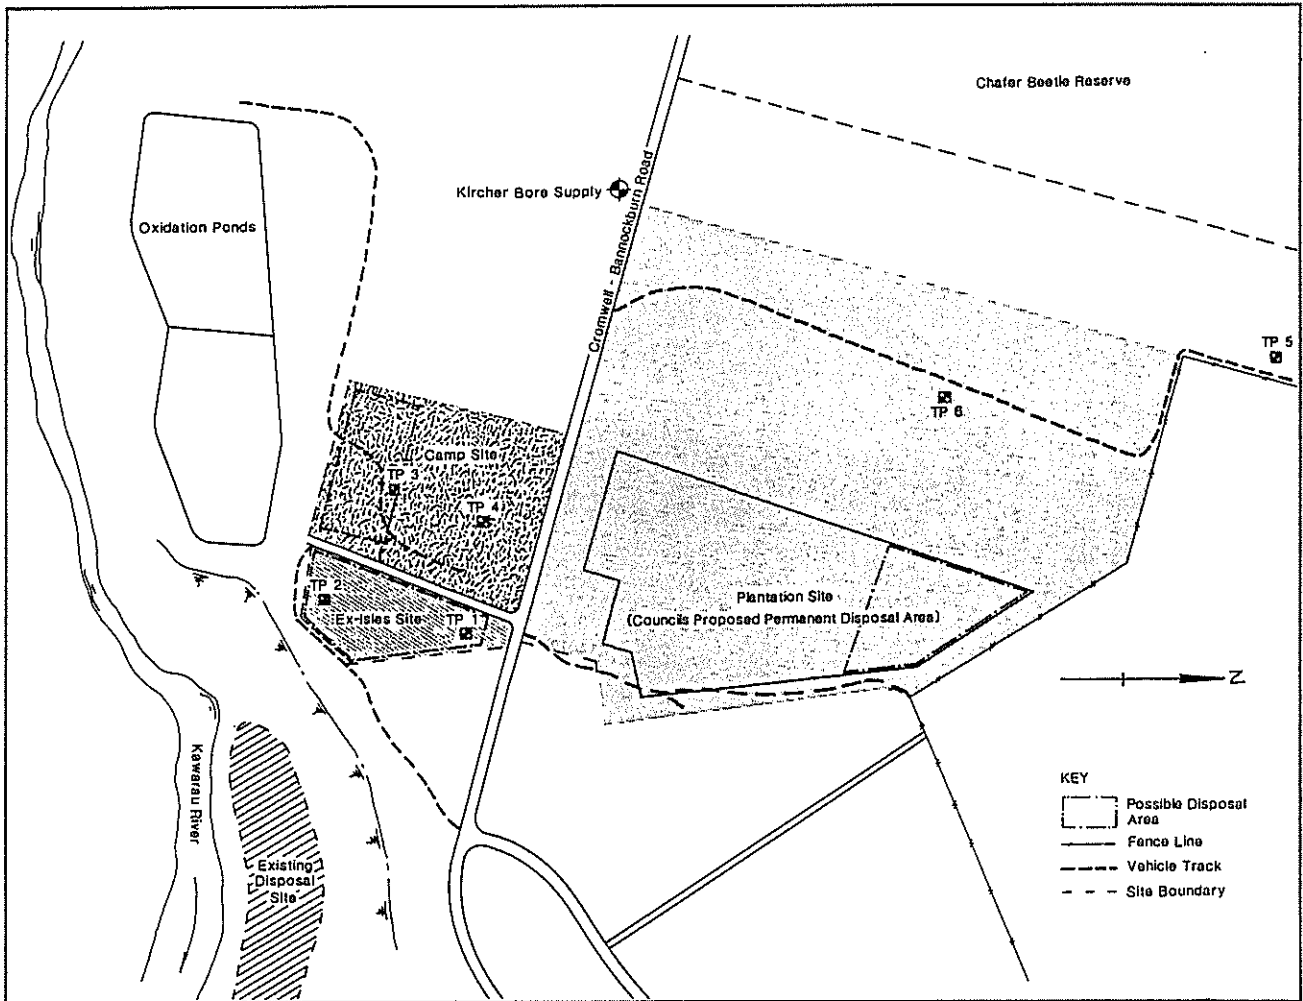 Chafer Beetle Reserve
Kircher Bore Supply
Cromwell - Bannockburn Road
Oxidation Ponds
TP 5
TP 6
Camp Site
TP 3
TP 4
TP 2
Ex-Isles Site
TP 1
Plantation Site
(Councils Proposed Permanent Disposal Area)
N
Kawarau River
Existing
Disposal
Site
KEY
Possible Disposal
Area
Fence Line
Vehicle Track
Site Boundary